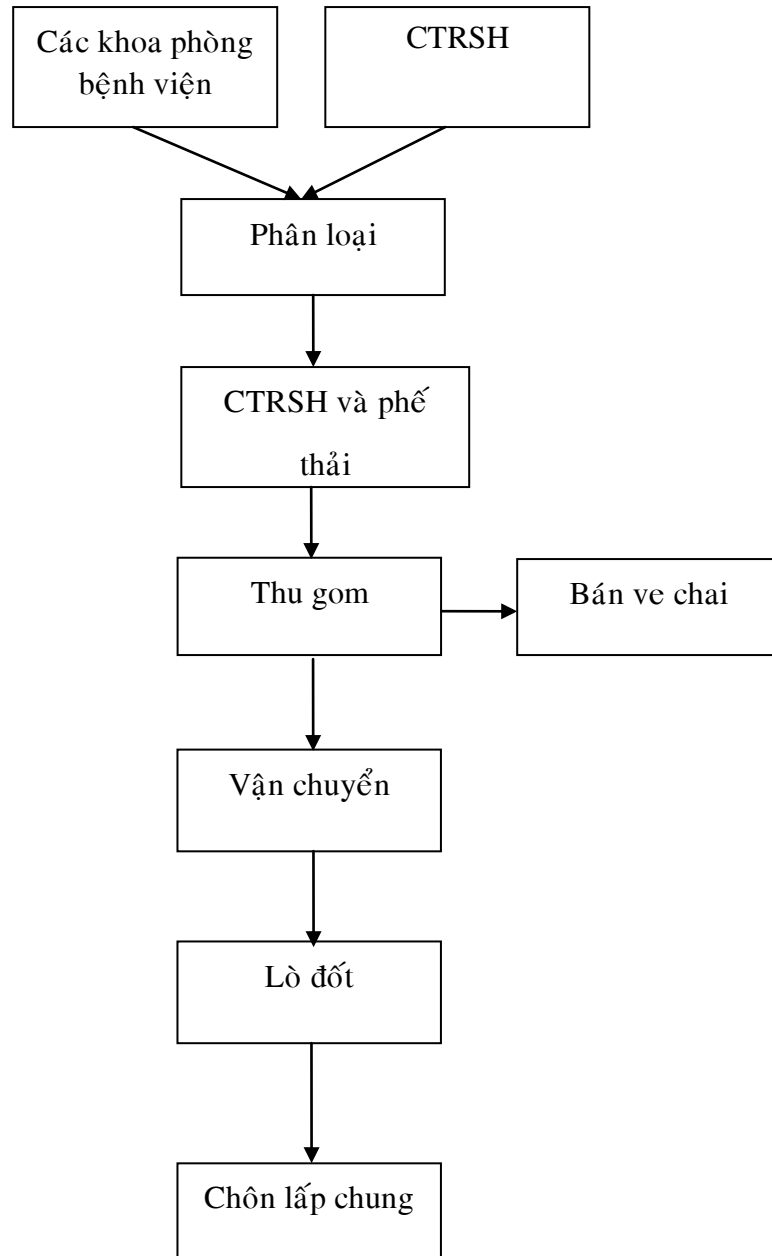 Các khoa phòng
bệnh viện
CTRSH
Phân loại
CTRSH và phế
thải
Thu gom
Bán ve chai
Vận chuyển
Lò đốt
Chôn lấp chung